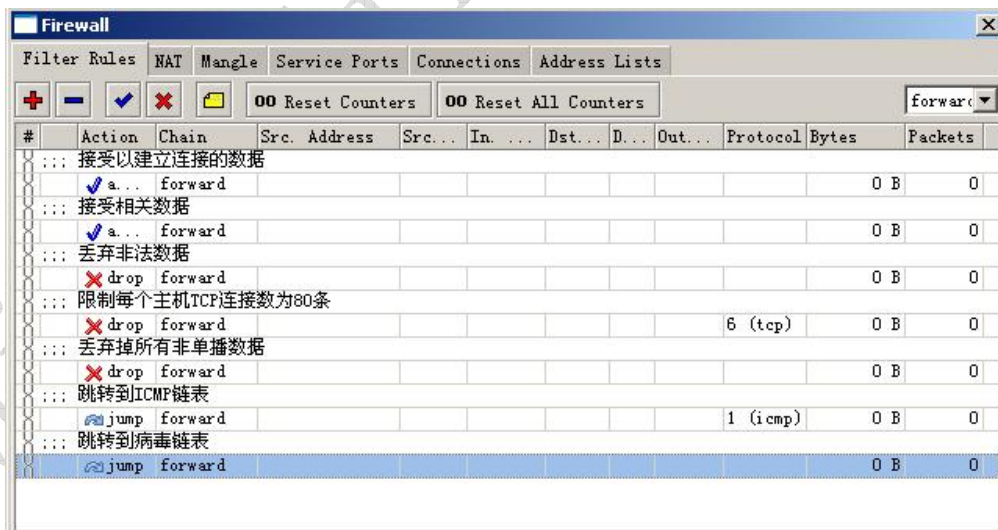 Firewall
Filter Rules NAT Mangle Service Ports Connections Address Lists
00 Reset Counters 00 Reset All Counters forwarc
# Action Chain Src. Address Src... In. ... Dst... D... Out... Protocol Bytes Packets
::: 接受以建立连接的数据
a... forward 0 B 0
::: 接受相关数据
a... forward 0 B 0
::: 丢弃非法数据
drop forward 0 B 0
::: 限制每个主机TCP连接数为80条
drop forward 6 (tcp) 0 B 0
::: 丢弃掉所有非单播数据
drop forward 0 B 0
::: 跳转到ICMP链表
jump forward 1 (icmp) 0 B 0
::: 跳转到病毒链表
jump forward 0 B 0